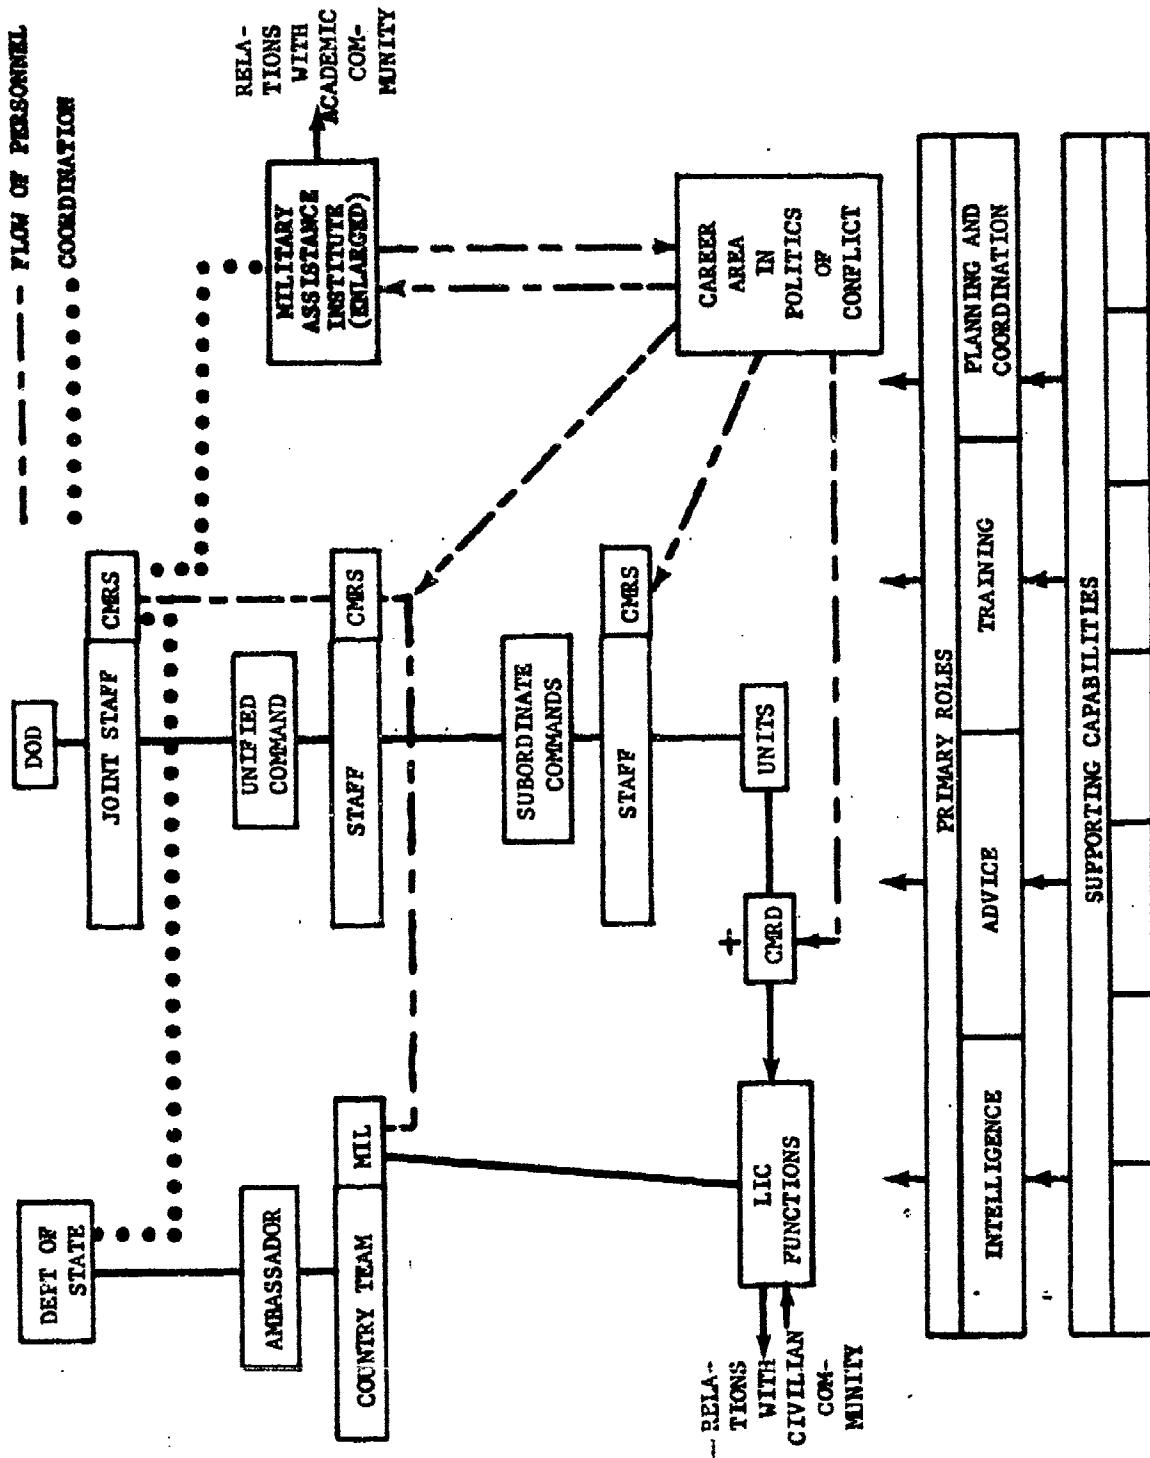 FLOW OF PERSONNEL
COORDINATION
DOD
JOINT STAFF
CMRS
DEPT OF
STATE
UNIFIED
COMMAND
MILITARY
ASSISTANCE
INSTITUTE
(ENLARGED)
RELA-
TIONS
WITH
ACADEMIC
COM-
MUNITY
AMBASSADOR
COUNTRY TEAM
MIL
STAFF
CMRS
SUBORDINATE
COMMANDS
STAFF
CMRS
CAREER
AREA
IN
POLITICS
OF
CONFLICT
RELA-
TIONS
WITH
CIVILIAN
COM-
MUNITY
LIC
FUNCTIONS
+
CMRD
UNITS
PRIMARY ROLES
INTELLIGENCE
ADVICE
TRAINING
PLANNING AND
COORDINATION
SUPPORTING CAPABILITIES